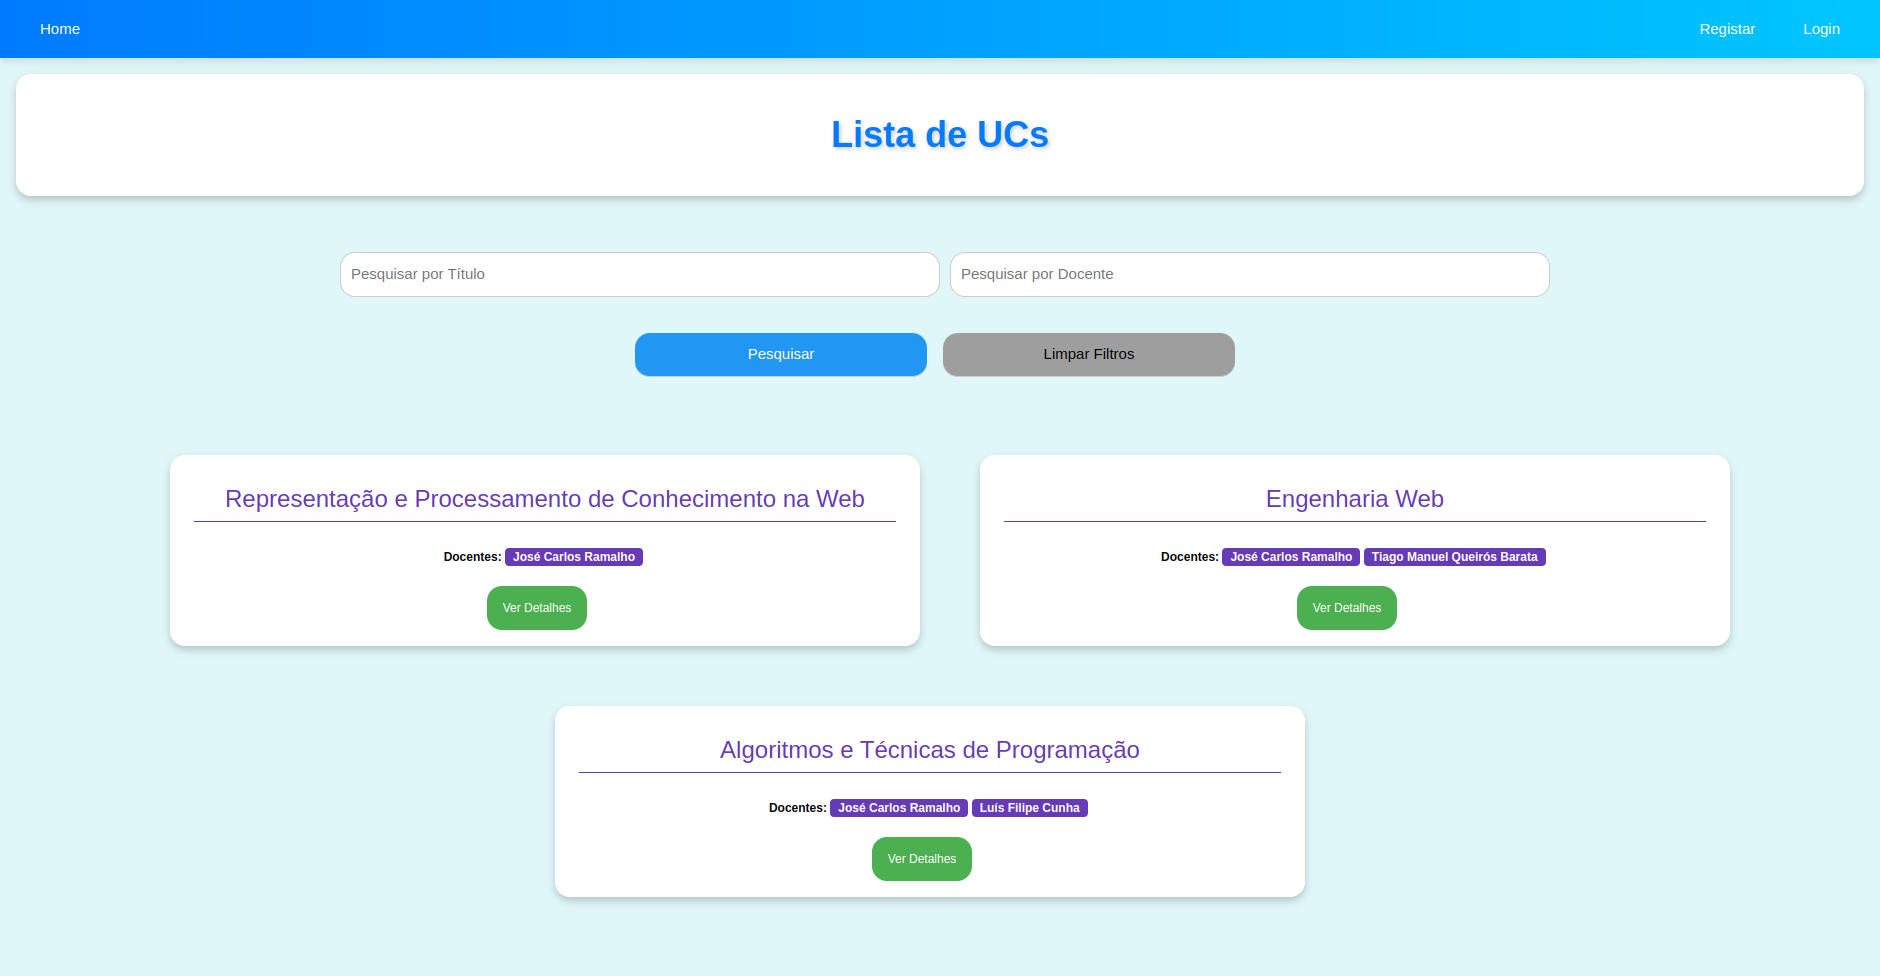 Home Registar Login
Lista de UCs
Pesquisar por Título Pesquisar por Docente
Pesquisar Limpar Filtros
Representação e Processamento de Conhecimento na Web
Docentes: José Carlos Ramalho
Ver Detalhes
Engenharia Web
Docentes: José Carlos Ramalho Tiago Manuel Queirós Barata
Ver Detalhes
Algoritmos e Técnicas de Programação
Docentes: José Carlos Ramalho Luís Filipe Cunha
Ver Detalhes